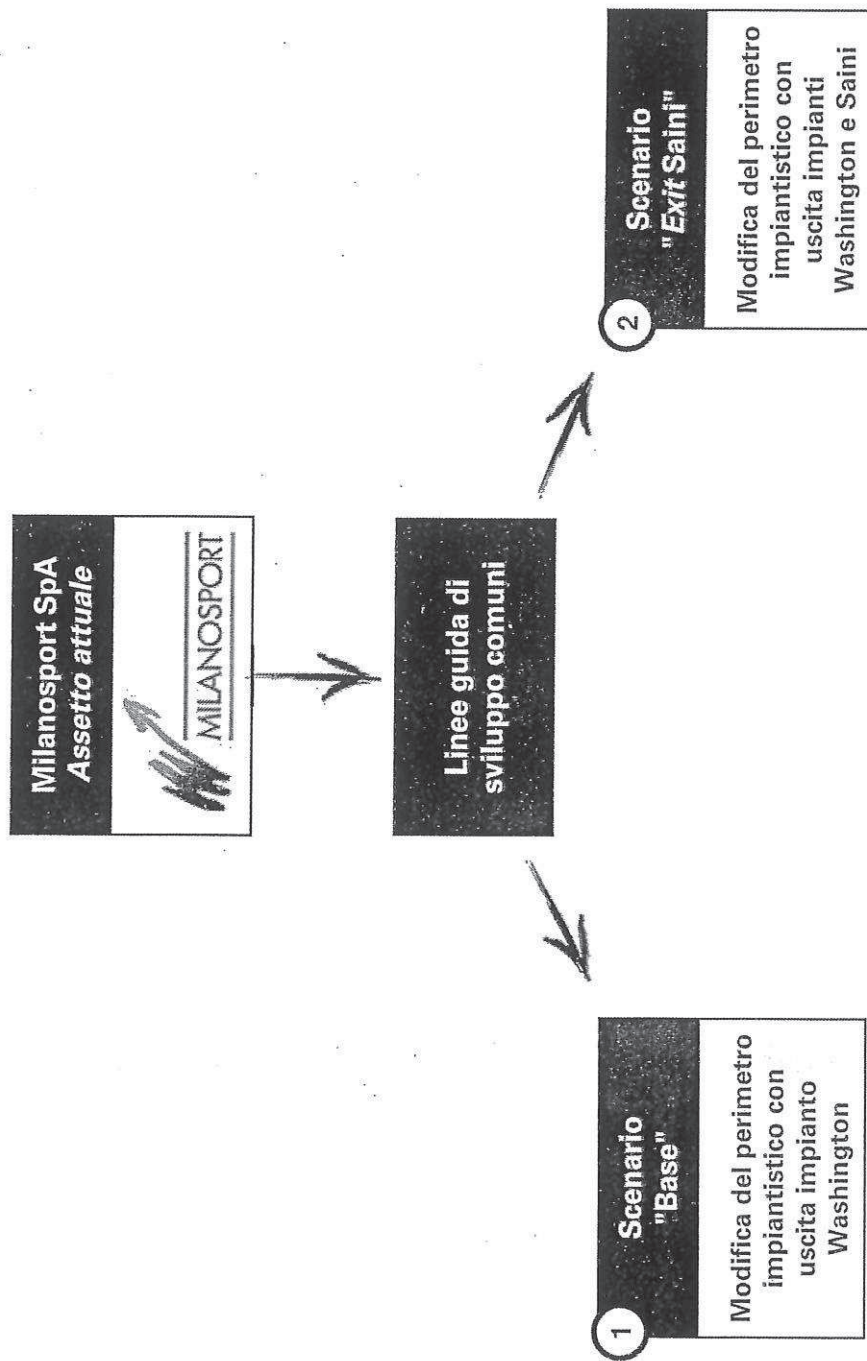 Milanosport SpA
Assetto attuale
MILANOSPORT
Linee guida di
sviluppo comuni
1
Scenario
"Base"
Modifica del perimetro
impiantistico con
uscita impianto
Washington
2
Scenario
"Exit Saini"
Modifica del perimetro
impiantistico con
uscita impianti
Washington e Saini